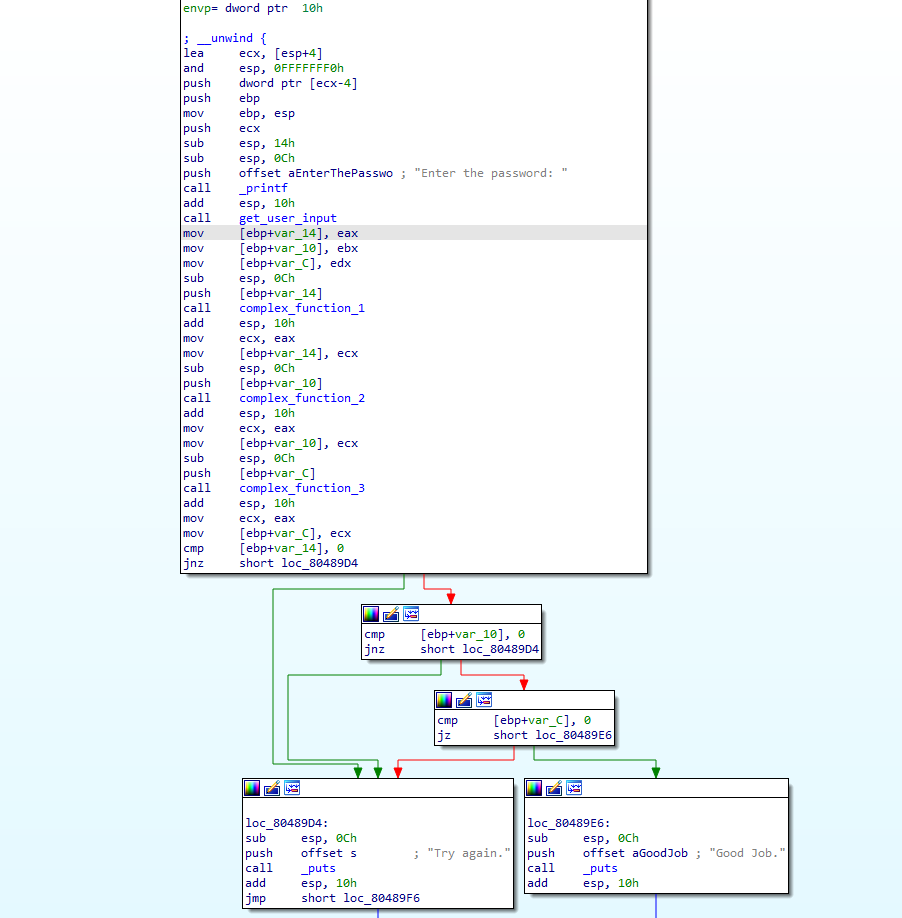 envp= dword ptr  10h
; __unwind {
lea     ecx, [esp+4]
and     esp, 0FFFFFFF0h
push    dword ptr [ecx-4]
push    ebp
mov     ebp, esp
push    ecx
sub     esp, 14h
sub     esp, 0Ch
push    offset aEnterThePasswo ; "Enter the password: "
call    _printf
add     esp, 10h
call    get_user_input
mov     [ebp+var_14], eax
mov     [ebp+var_10], ebx
mov     [ebp+var_C], edx
sub     esp, 0Ch
push    [ebp+var_14]
call    complex_function_1
add     esp, 10h
mov     ecx, eax
mov     [ebp+var_14], ecx
sub     esp, 0Ch
push    [ebp+var_10]
call    complex_function_2
add     esp, 10h
mov     ecx, eax
mov     [ebp+var_10], ecx
sub     esp, 0Ch
push    [ebp+var_C]
call    complex_function_3
add     esp, 10h
mov     ecx, eax
mov     [ebp+var_C], ecx
cmp     [ebp+var_14], 0
jnz     short loc_80489D4
cmp     [ebp+var_10], 0
jnz     short loc_80489D4
cmp     [ebp+var_C], 0
jz      short loc_80489E6
loc_80489D4:
sub     esp, 0Ch
push    offset s        ; "Try again."
call    _puts
add     esp, 10h
jmp     short loc_80489F6
loc_80489E6:
sub     esp, 0Ch
push    offset aGoodJob ; "Good Job."
call    _puts
add     esp, 10h